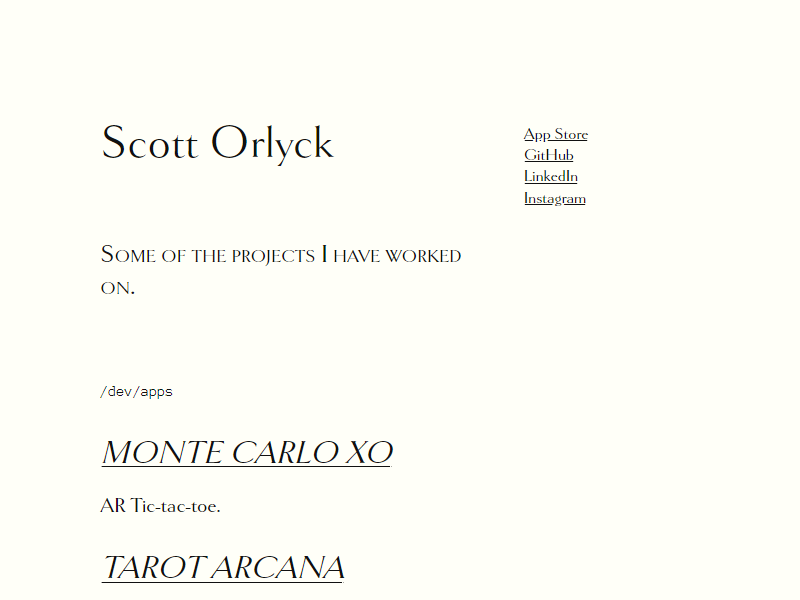 Scott Orlyck
App Store
GitHub
LinkedIn
Instagram
Some of the projects I have worked
on.
/dev/apps
MONTE CARLO XO
AR Tic-tac-toe.
TAROT ARCANA